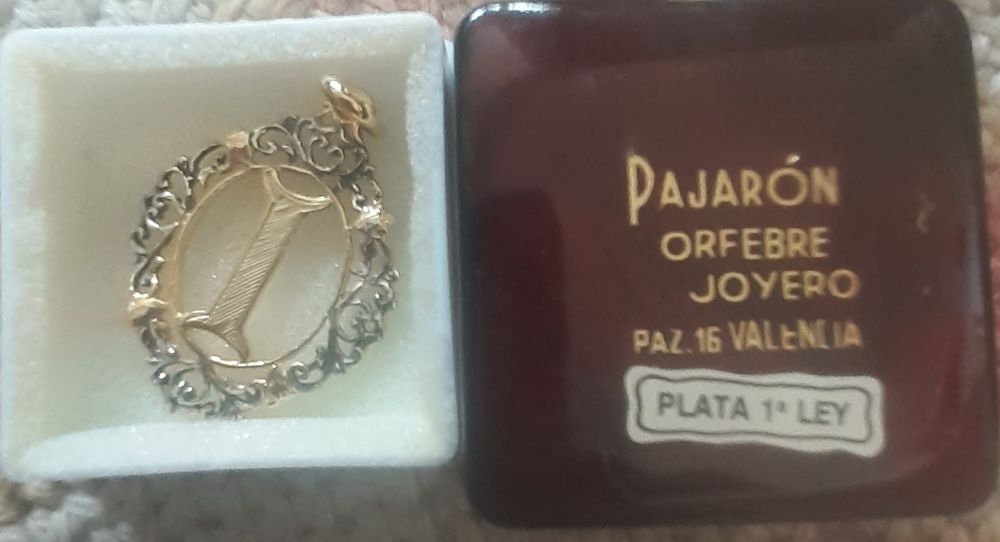 I
PAJARÓN
ORFEBRE
JOYERO
PAZ. 16 VALENCIA
PLATA 1ª LEY